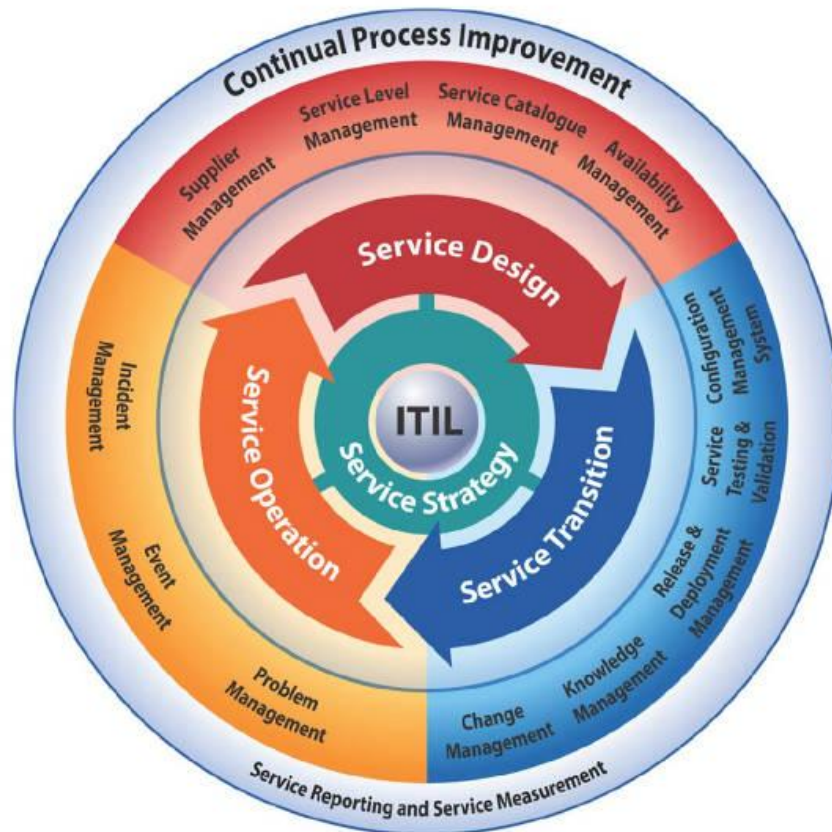 Continual Process Improvement
Supplier
Management
Service Level
Management
Service Catalogue
Management
Availability
Management
Configuration
Management
System
Service
Testing &
Validation
Release &
Deployment
Management
Knowledge
Management
Change
Management
Problem
Management
Event
Management
Incident
Management
Service Design
Service Transition
Service Operation
ITIL
Service Strategy
Service Reporting and Service Measurement